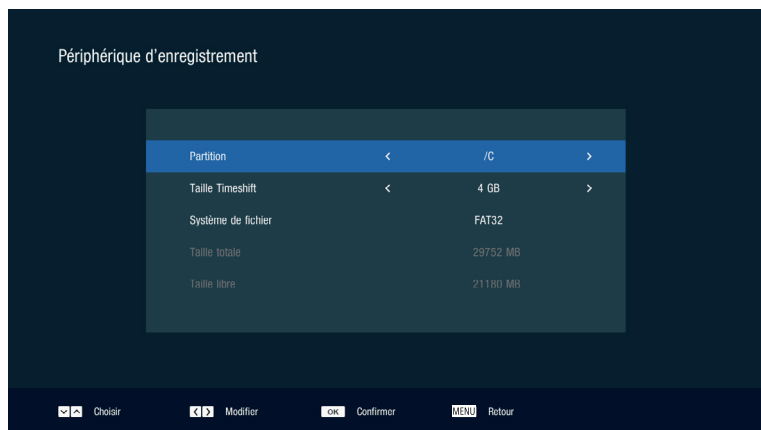 Périphérique d’enregistrement
Partition < /C >
Taille Timeshift < 4 GB >
Système de fichier FAT32
Taille totale 29752 MB
Taille libre 21180 MB
Choisir < > Modifier OK Confirmer MENU Retour